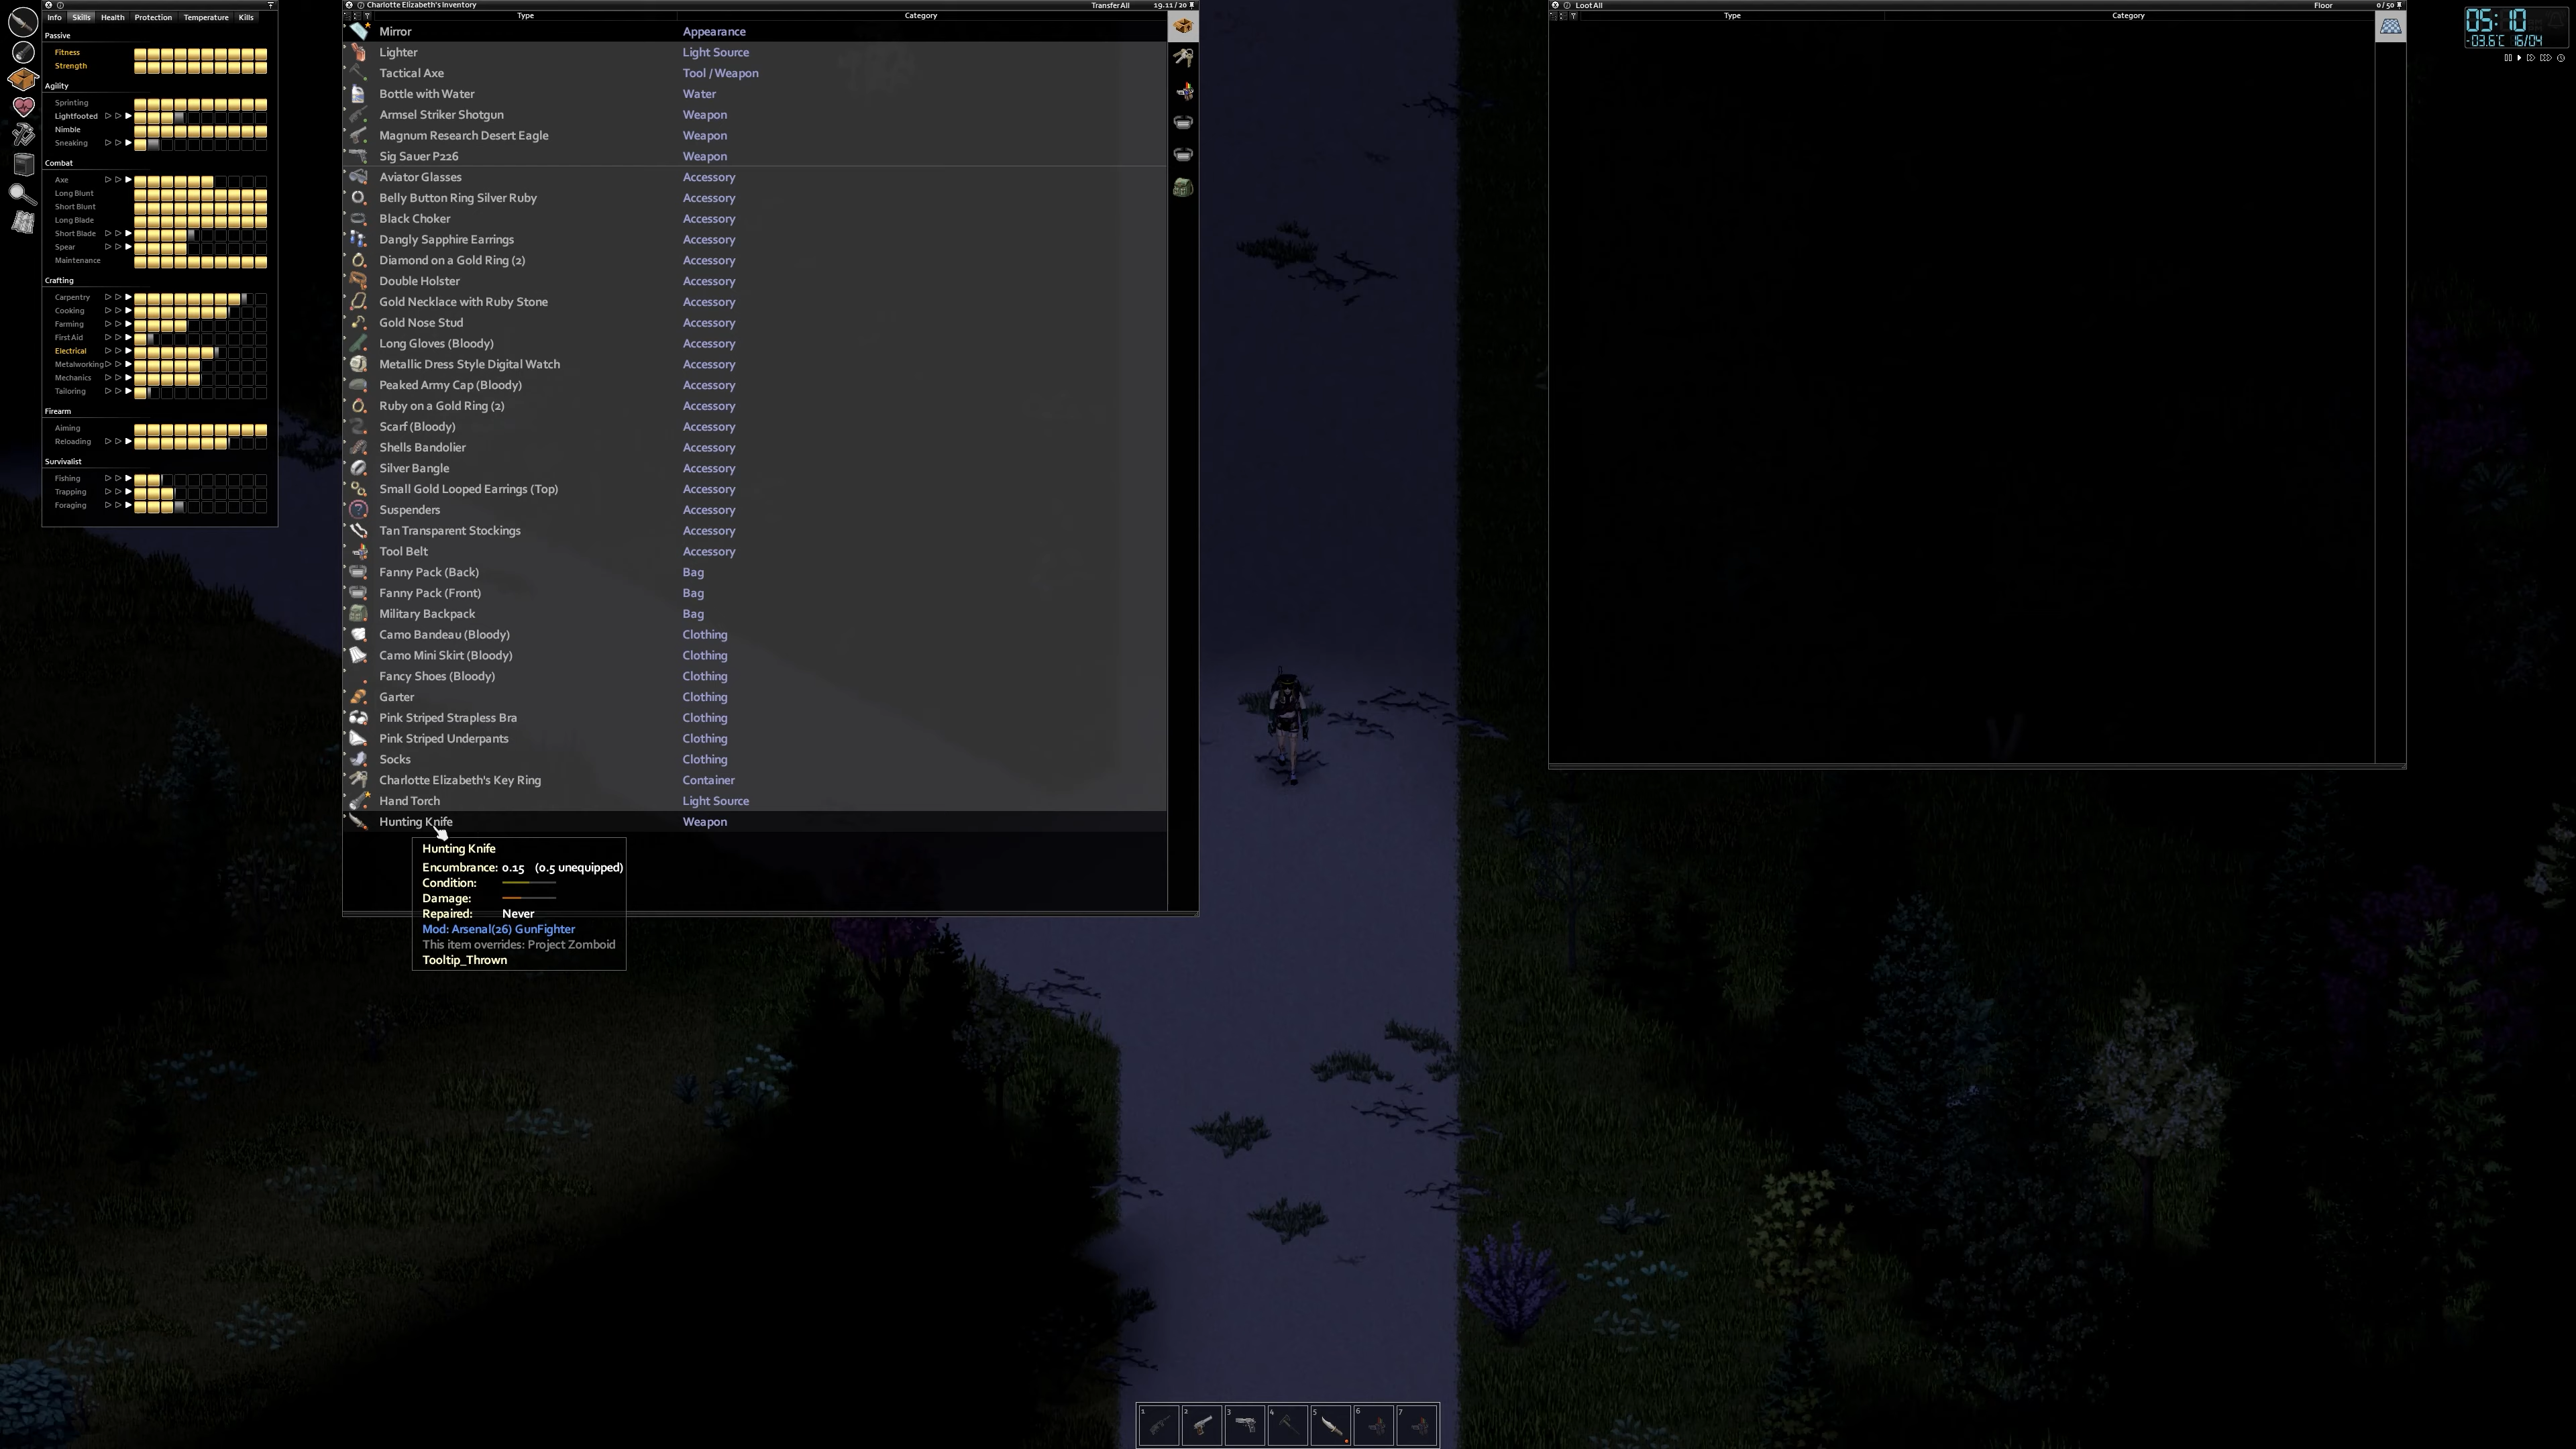 Info Skills Health Protection Temperature Kills
Passive
Fitness
Strength
Agility
Sprinting
Lightfooted
Nimble
Sneaking
Combat
Axe
Long Blunt
Short Blunt
Long Blade
Short Blade
Spear
Maintenance
Crafting
Carpentry
Cooking
Farming
First Aid
Electrical
Metalworking
Mechanics
Tailoring
Firearm
Aiming
Reloading
Survivalist
Fishing
Trapping
Foraging
Charlotte Elizabeth's Inventory Transfer All 19.11 / 20
Type Category
Mirror Appearance
Lighter Light Source
Tactical Axe Tool / Weapon
Bottle with Water Water
Armsel Striker Shotgun Weapon
Magnum Research Desert Eagle Weapon
Sig Sauer P226 Weapon
Aviator Glasses Accessory
Belly Button Ring Silver Ruby Accessory
Black Choker Accessory
Dangly Sapphire Earrings Accessory
Diamond on a Gold Ring (2) Accessory
Double Holster Accessory
Gold Necklace with Ruby Stone Accessory
Gold Nose Stud Accessory
Long Gloves (Bloody) Accessory
Metallic Dress Style Digital Watch Accessory
Peaked Army Cap (Bloody) Accessory
Ruby on a Gold Ring (2) Accessory
Scarf (Bloody) Accessory
Shells Bandolier Accessory
Silver Bangle Accessory
Small Gold Looped Earrings (Top) Accessory
Suspenders Accessory
Tan Transparent Stockings Accessory
Tool Belt Accessory
Fanny Pack (Back) Bag
Fanny Pack (Front) Bag
Military Backpack Bag
Camo Bandeau (Bloody) Clothing
Camo Mini Skirt (Bloody) Clothing
Fancy Shoes (Bloody) Clothing
Garter Clothing
Pink Striped Strapless Bra Clothing
Pink Striped Underpants Clothing
Socks Clothing
Charlotte Elizabeth's Key Ring Container
Hand Torch Light Source
Hunting Knife Weapon
Hunting Knife
Encumbrance: 0.15 (0.5 unequipped)
Condition:
Damage:
Repaired: Never
Mod: Arsenal(26) GunFighter
This item overrides: Project Zomboid
Tooltip_Thrown
Loot All Floor 0 / 50
Type Category
05:10
-03.6°C 16/04
1 2 3 4 5 6 7